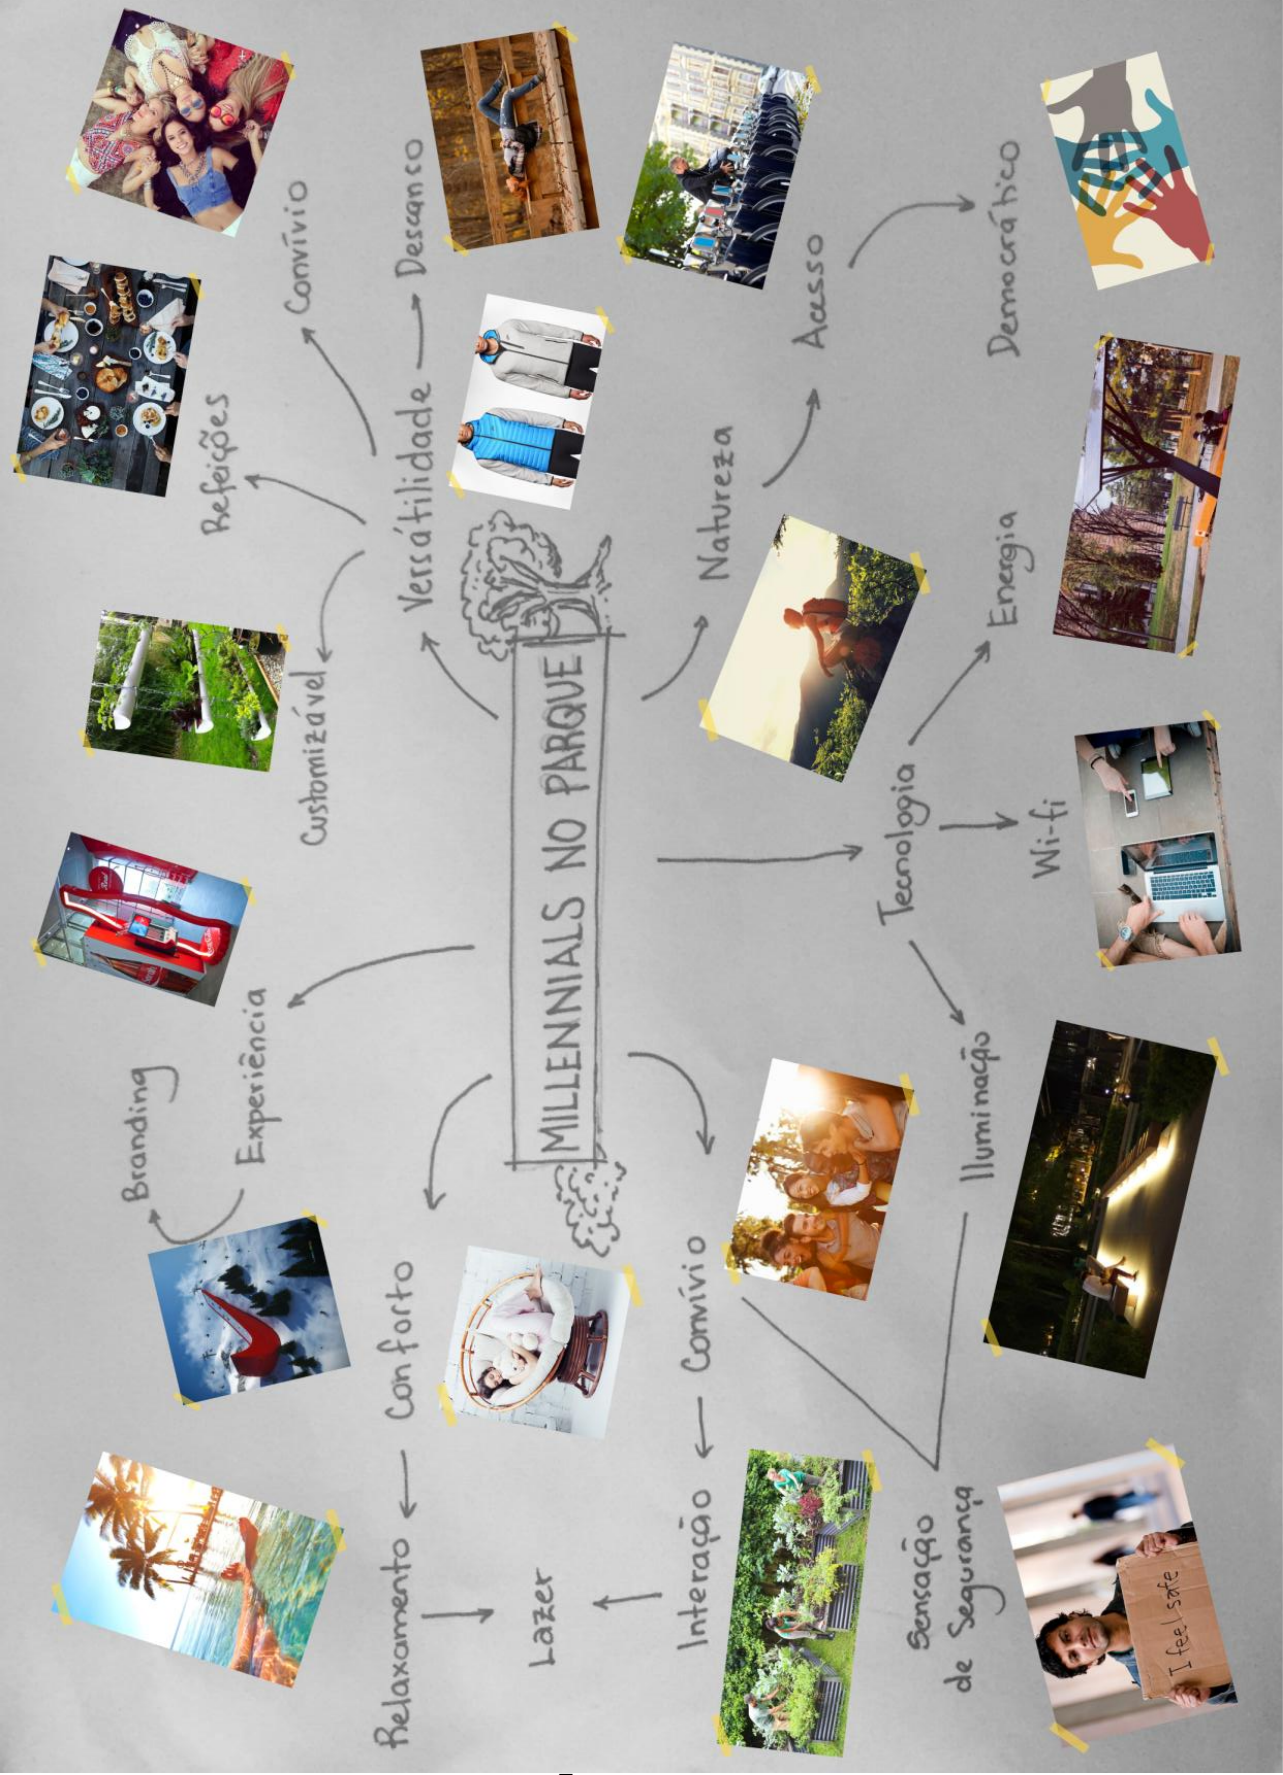 MILLENNIALS NO PARQUE
Relaxamento
Conforto
Lazer
Branding
Experiência
Customizável
Versátilidade
Refeições
Convívio
Descanco
Interação
Convívio
Sensação
de Segurança
Iluminação
Tecnologia
Wi-fi
Energia
Natureza
Acesso
Democrático
I feel safe